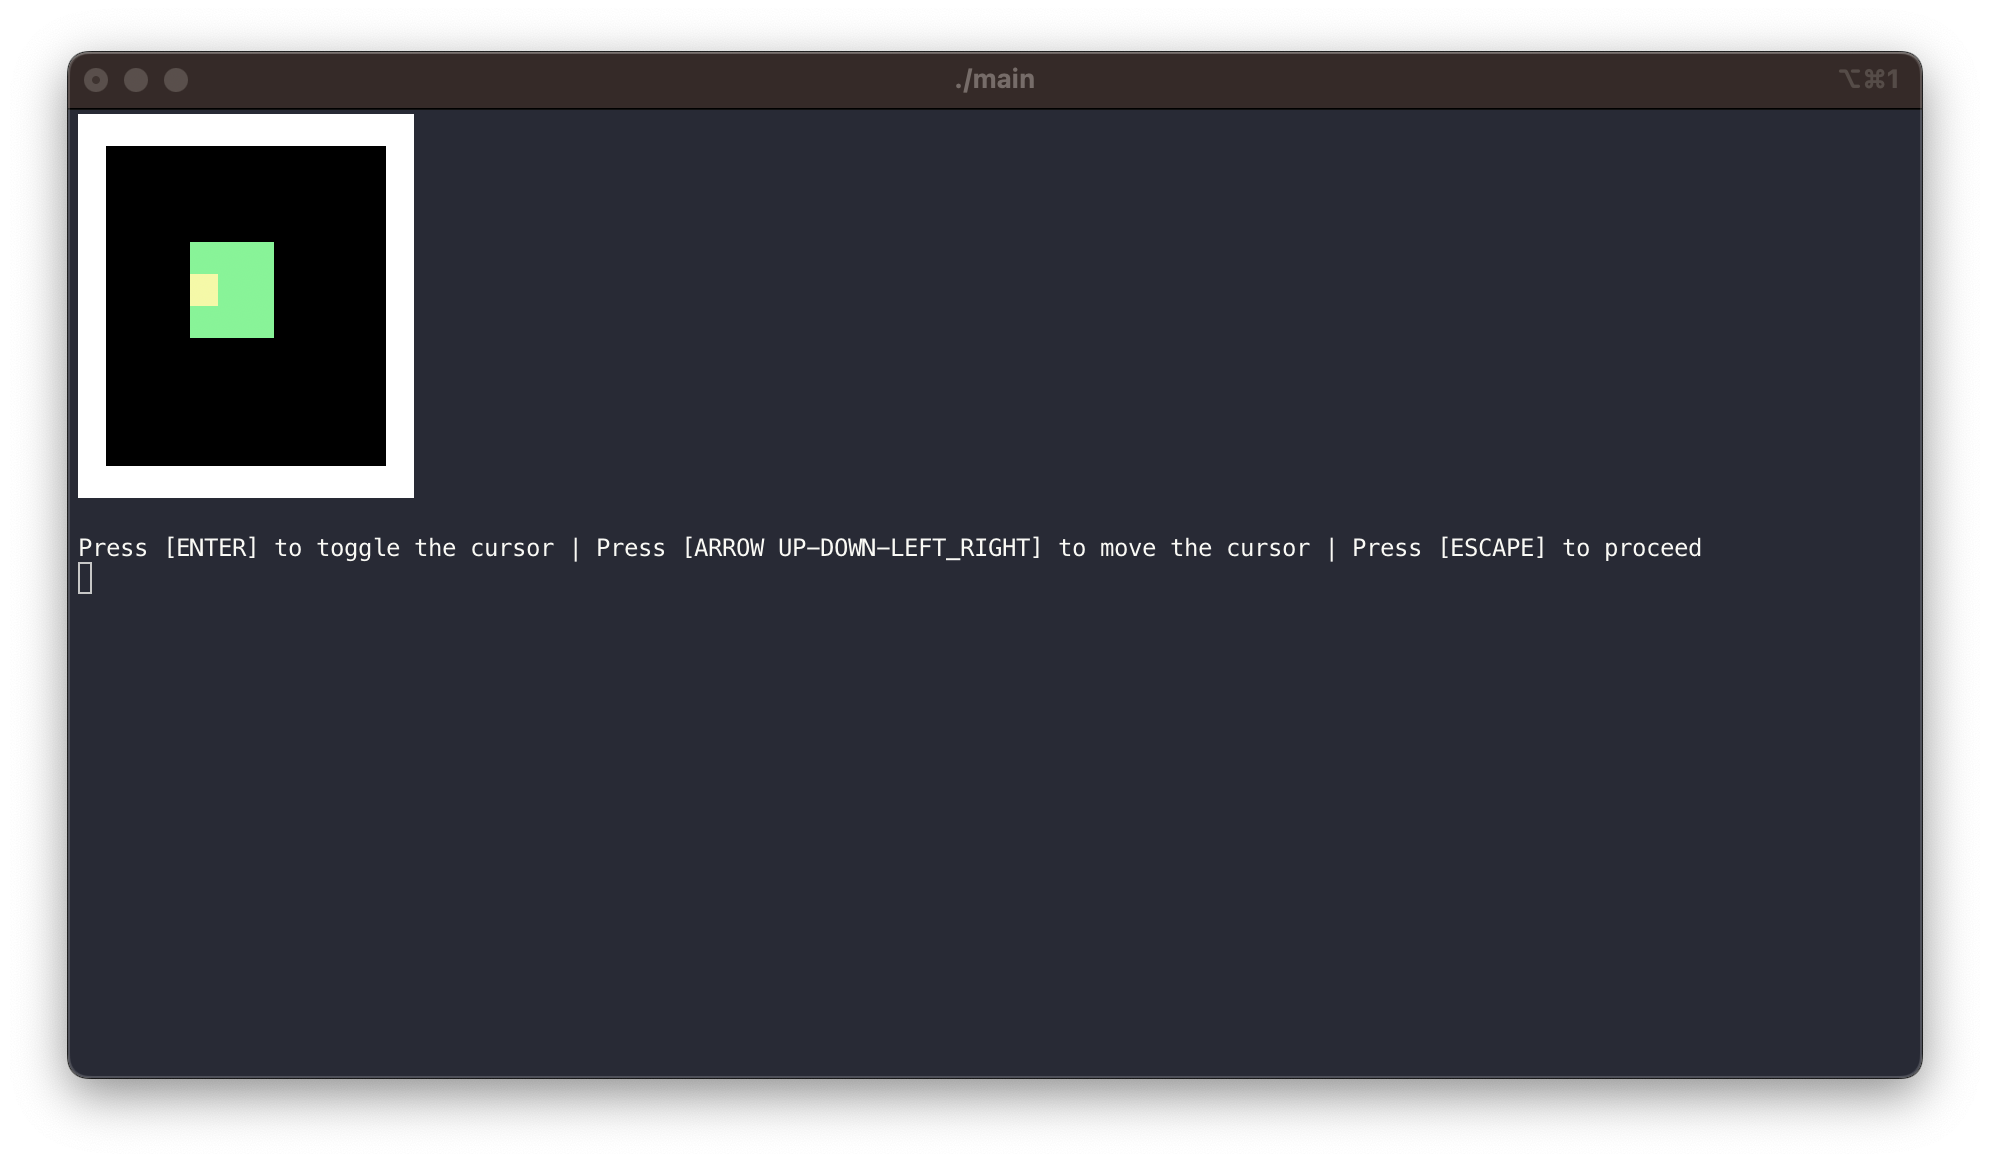 ./main
⌥⌘1
Press [ENTER] to toggle the cursor | Press [ARROW UP-DOWN-LEFT_RIGHT] to move the cursor | Press [ESCAPE] to proceed